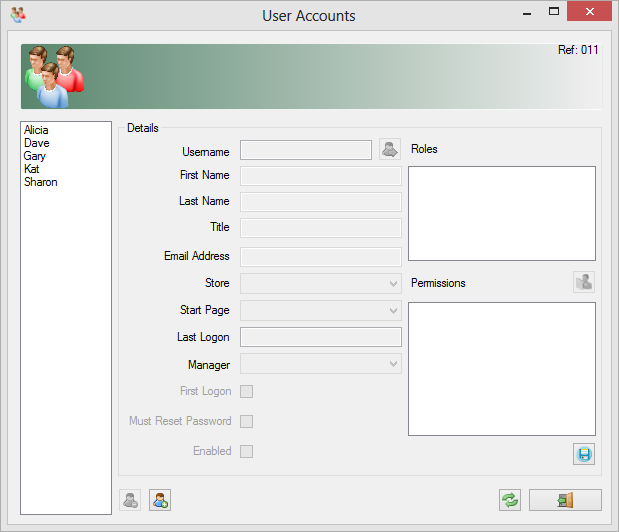 User Accounts
Ref: 011
Alicia
Dave
Gary
Kat
Sharon
Details
Username
First Name
Last Name
Title
Email Address
Store
Start Page
Last Logon
Manager
First Logon
Must Reset Password
Enabled
Roles
Permissions